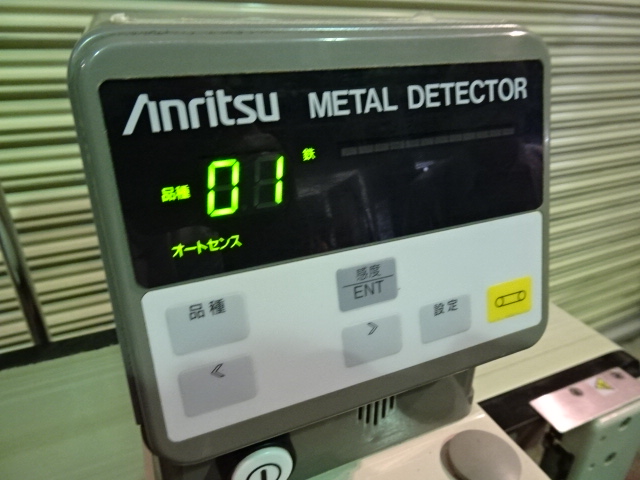 Anritsu METAL DETECTOR
鉄
品種 01
オートセンス
品種
感度
ENT
設定
《
》